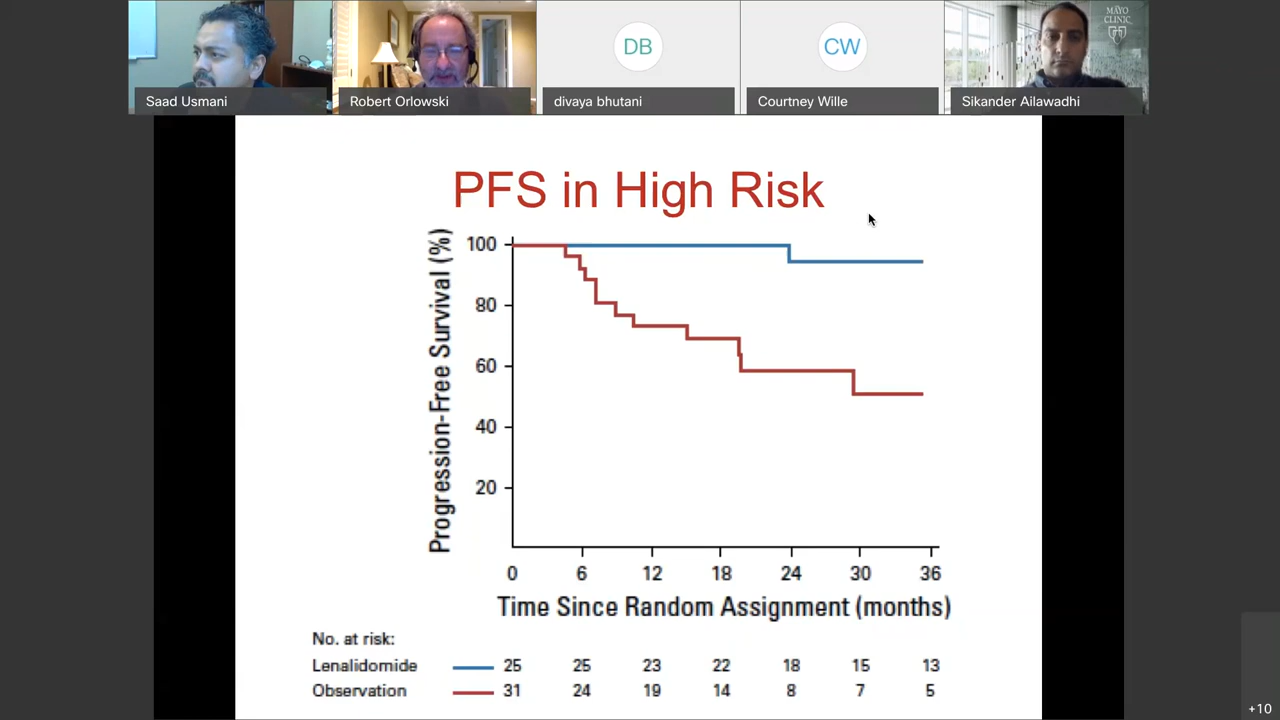 MAYO
CLINIC
DB
CW
Saad Usmani
Robert Orlowski
divaya bhutani
Courtney Wille
Sikander Ailawadhi
PFS in High Risk
Progression-Free Survival (%)
100
80
60
40
20
0 6 12 18 24 30 36
Time Since Random Assignment (months)
No. at risk:
Lenalidomide 25 25 23 22 18 15 13
Observation 31 24 19 14 8 7 5
+10